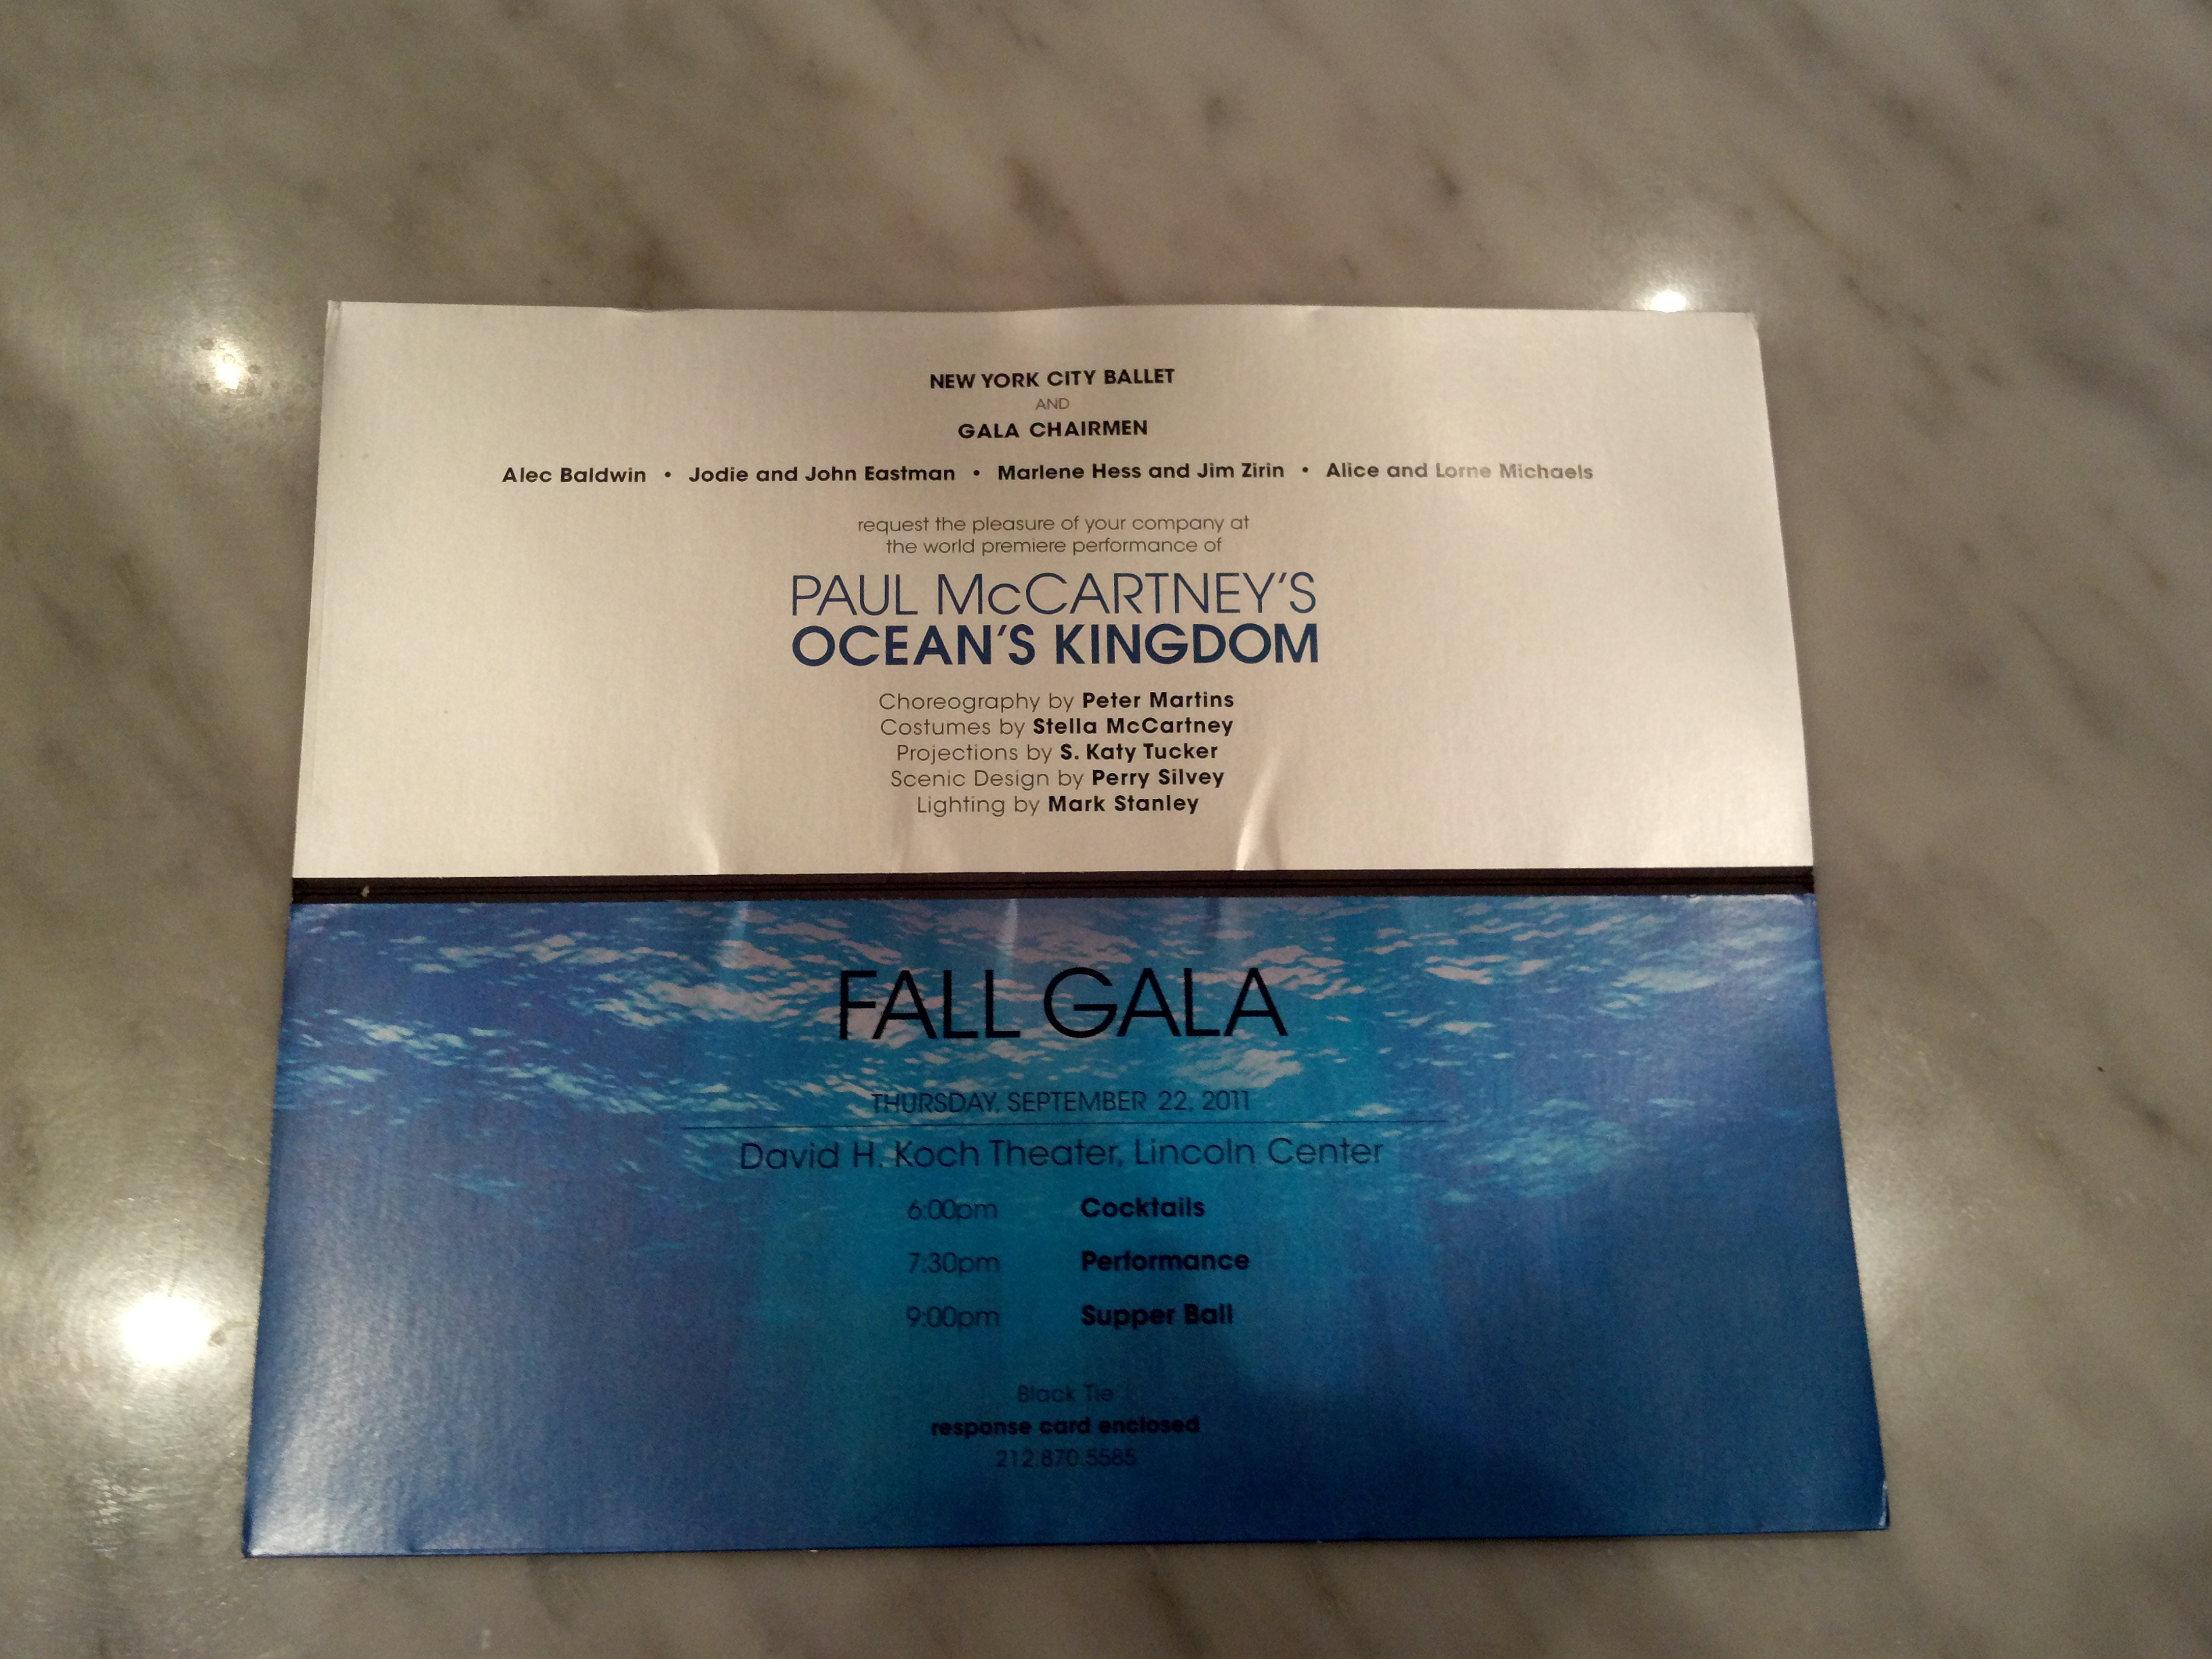 NEW YORK CITY BALLET
AND
GALA CHAIRMEN
Alec Baldwin • Jodie and John Eastman • Marlene Hess and Jim Zirin • Alice and Lorne Michaels
request the pleasure of your company at
the world premiere performance of
PAUL McCARTNEY'S
OCEAN'S KINGDOM
Choreography by Peter Martins
Costumes by Stella McCartney
Projections by S. Katy Tucker
Scenic Design by Perry Silvey
Lighting by Mark Stanley
FALL GALA
THURSDAY, SEPTEMBER 22, 2011
David H. Koch Theater, Lincoln Center
6:00pm Cocktails
7:30pm Performance
9:00pm Supper Ball
Black Tie
response card enclosed
212.870.5585